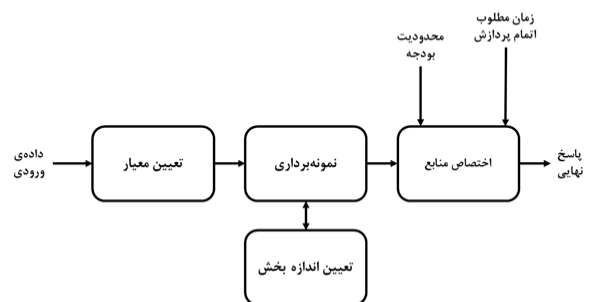 زمان مطلوب
اتمام پردازش
محدودیت
بودجه
داده‌ی
ورودی
تعیین معیار
نمونه‌برداری
اختصاص منابع
پاسخ
نهایی
تعیین اندازه بخش